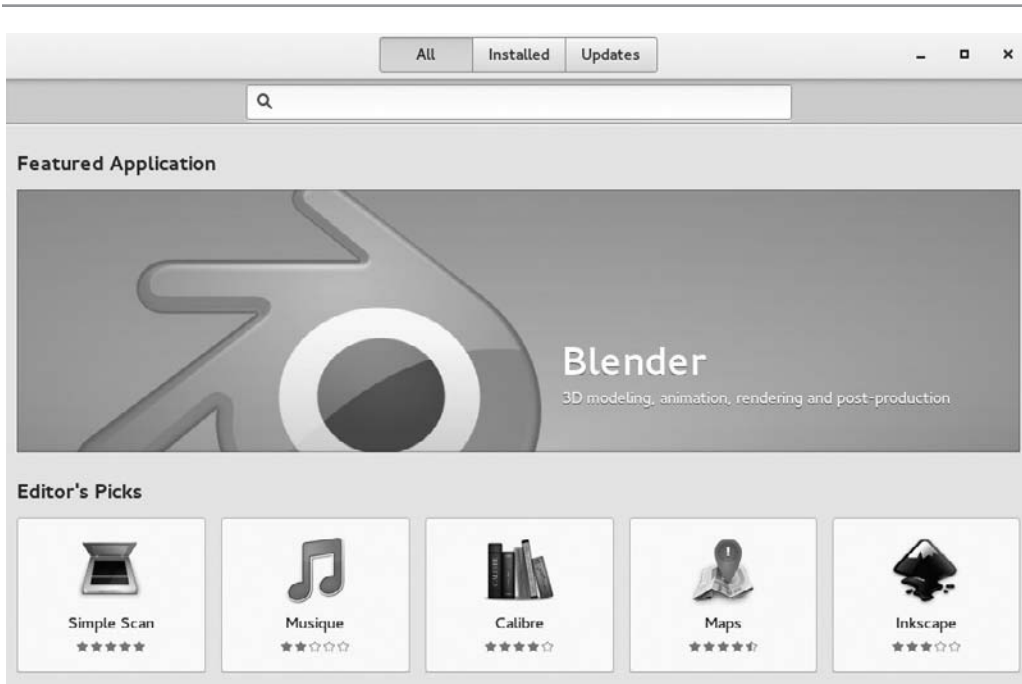 All Installed Updates
Featured Application
Blender
3D modeling, animation, rendering and post-production
Editor's Picks
Simple Scan Musique Calibre Maps Inkscape